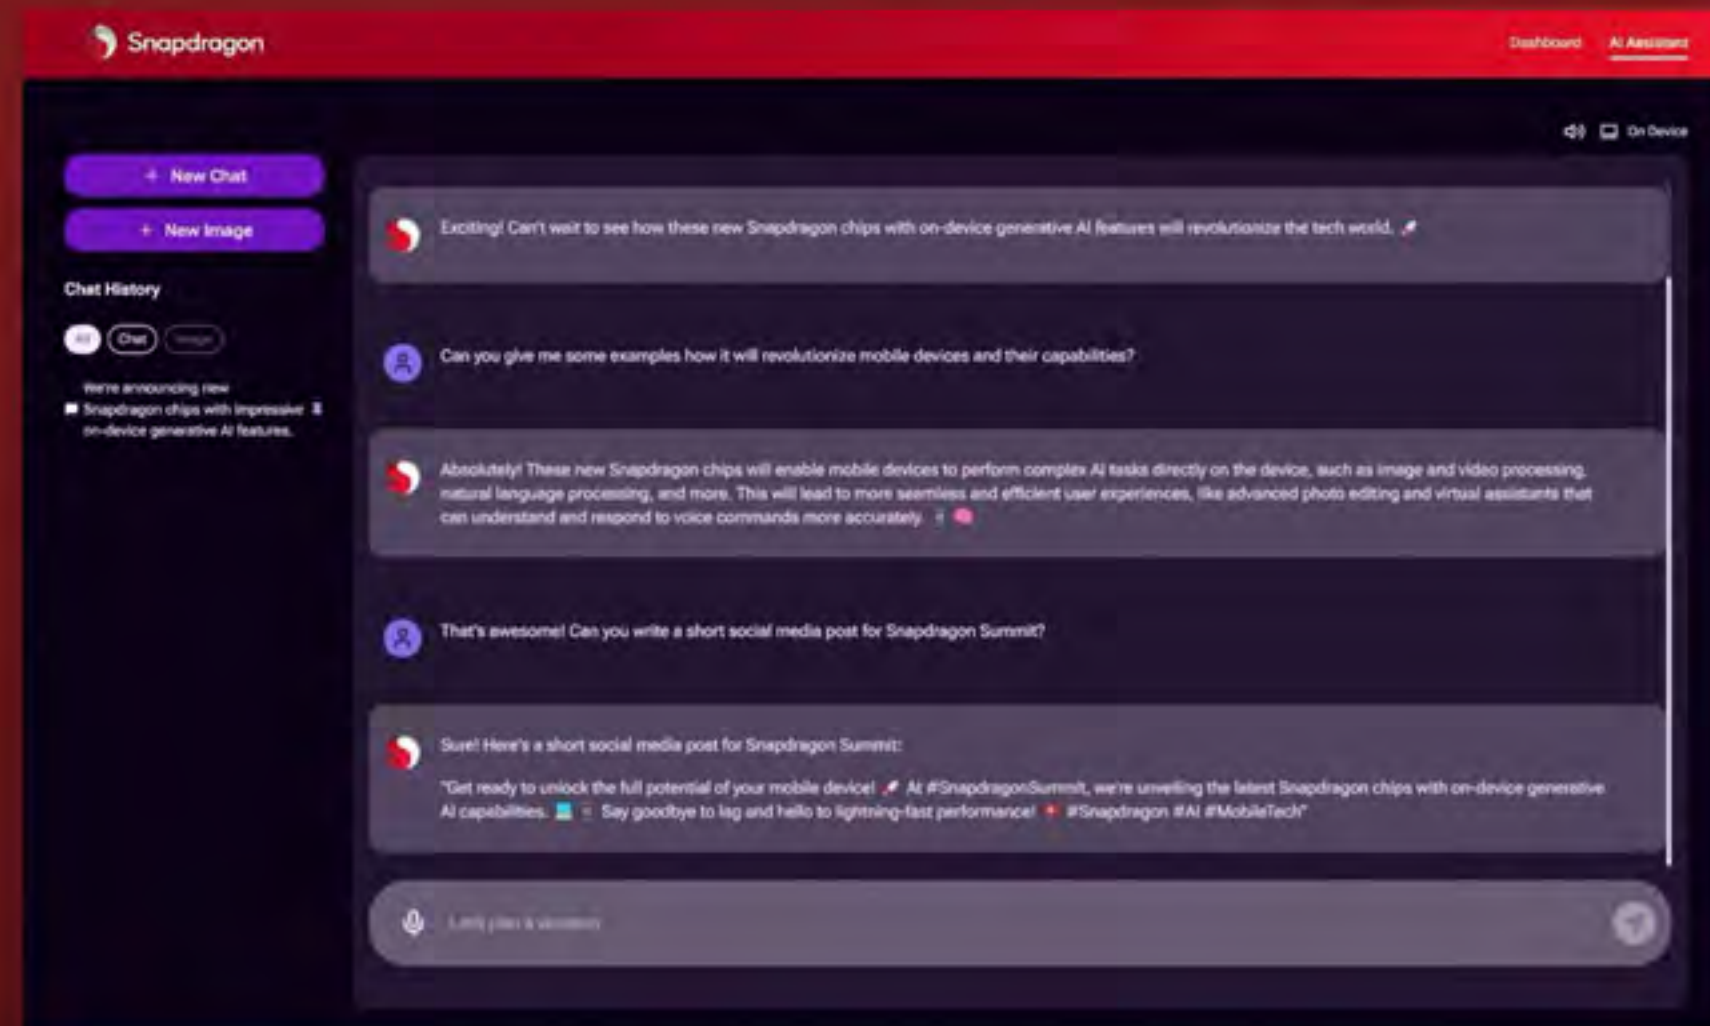 Snapdragon
Dashboard AI Assistant
On Device
+ New Chat
+ New Image
Chat History
All Chat Image
We're announcing new
Snapdragon chips with impressive
on-device generative AI features.
Exciting! Can't wait to see how these new Snapdragon chips with on-device generative AI features will revolutionize the tech world.
Can you give me some examples how it will revolutionize mobile devices and their capabilities?
Absolutely! These new Snapdragon chips will enable mobile devices to perform complex AI tasks directly on the device, such as image and video processing,
natural language processing, and more. This will lead to more seamless and efficient user experiences, like advanced photo editing and virtual assistants that
can understand and respond to voice commands more accurately.
That's awesome! Can you write a short social media post for Snapdragon Summit?
Sure! Here's a short social media post for Snapdragon Summit:
"Get ready to unlock the full potential of your mobile device! 🚀 At #SnapdragonSummit, we're unveiling the latest Snapdragon chips with on-device generative
AI capabilities. Say goodbye to lag and hello to lightning-fast performance! #Snapdragon #AI #MobileTech"
Let's plan a vacation